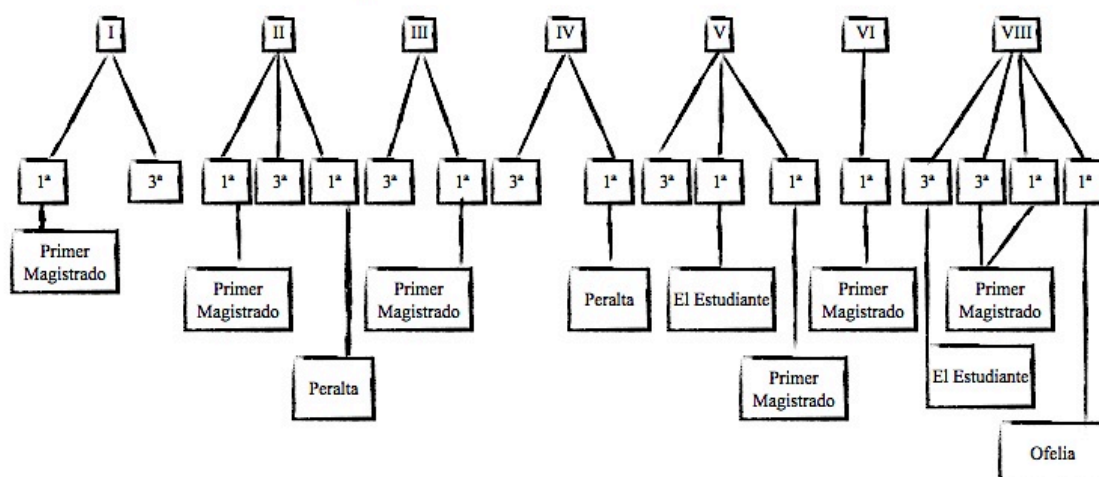 I II III IV V VI VIII
1ª 3ª 1ª 3ª 1ª 3ª 1ª 3ª 1ª 3ª 1ª 1ª 1ª 3ª 3ª 1ª 1ª
Primer
Magistrado
Primer
Magistrado
Peralta
Primer
Magistrado
Peralta
El Estudiante
Primer
Magistrado
Primer
Magistrado
Primer
Magistrado
El Estudiante
Ofelia